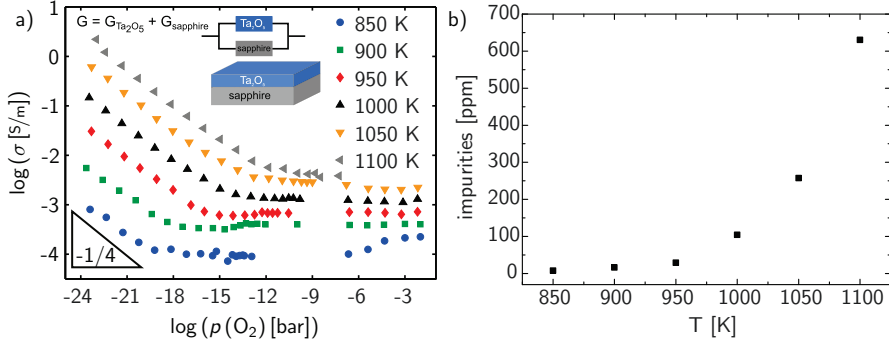 a)
G = G_Ta₂O₅ + G_sapphire
Ta₂O₅
sapphire
Ta₂O₅
sapphire
850 K
900 K
950 K
1000 K
1050 K
1100 K
log (σ [S/m])
1
0
-1
-2
-3
-4
-1/4
-24 -21 -18 -15 -12 -9 -6 -3
log (p (O₂) [bar])
b)
impurities [ppm]
700
600
500
400
300
200
100
0
850 900 950 1000 1050 1100
T [K]